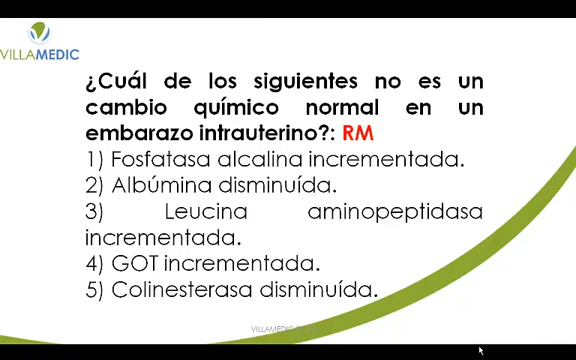 VILLAMEDIC
¿Cuál de los siguientes no es un
cambio químico normal en un
embarazo intrauterino?: RM
1) Fosfatasa alcalina incrementada.
2) Albúmina disminuída.
3) Leucina aminopeptidasa
incrementada.
4) GOT incrementada.
5) Colinesterasa disminuída.
VILLAMEDIC